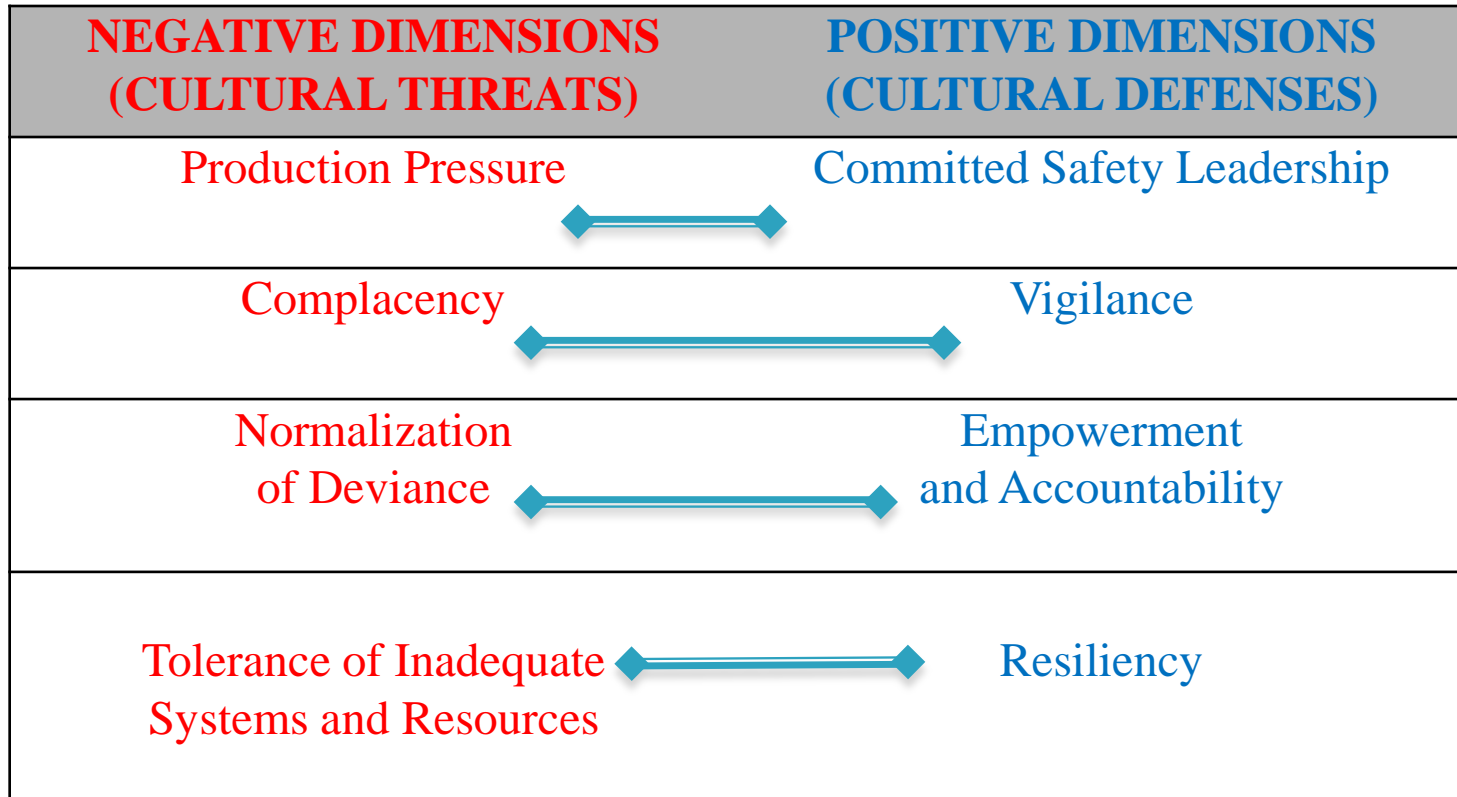 NEGATIVE DIMENSIONS
(CULTURAL THREATS)
POSITIVE DIMENSIONS
(CULTURAL DEFENSES)
Production Pressure
Committed Safety Leadership
Complacency
Vigilance
Normalization
of Deviance
Empowerment
and Accountability
Tolerance of Inadequate
Systems and Resources
Resiliency